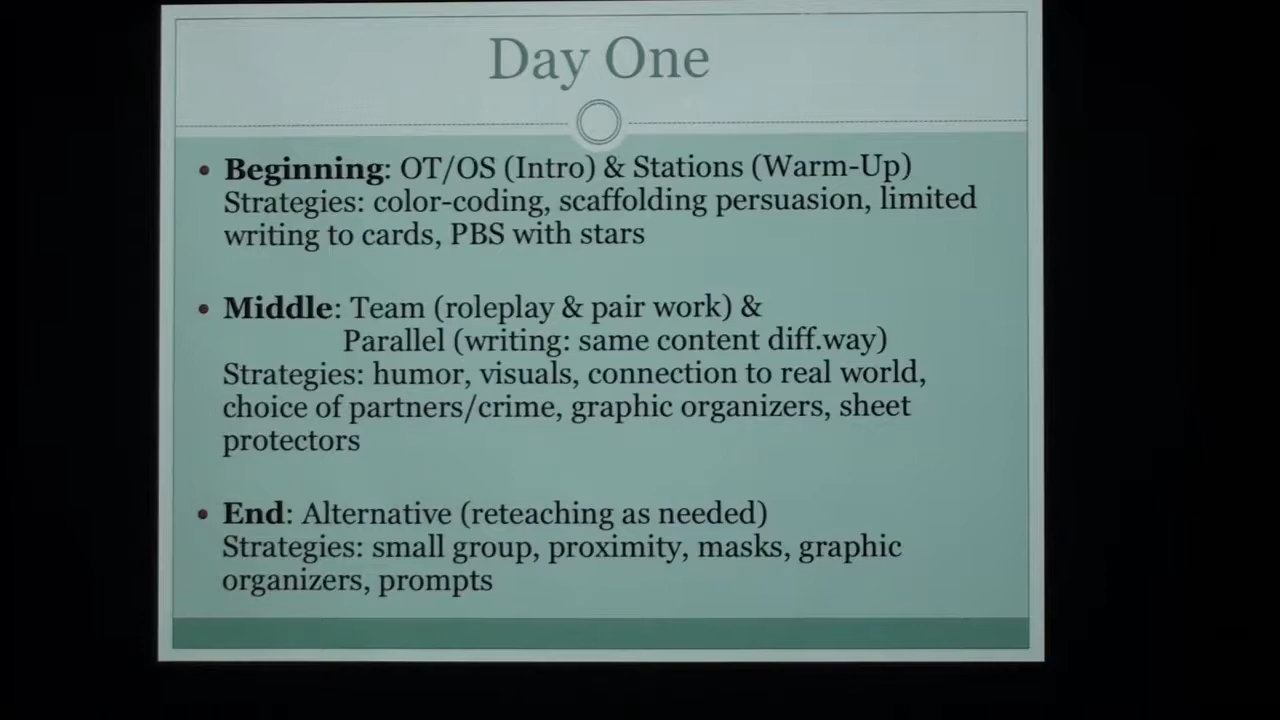 Day One
• Beginning: OT/OS (Intro) & Stations (Warm-Up)
Strategies: color-coding, scaffolding persuasion, limited
writing to cards, PBS with stars
• Middle: Team (roleplay & pair work) &
Parallel (writing: same content diff.way)
Strategies: humor, visuals, connection to real world,
choice of partners/crime, graphic organizers, sheet
protectors
• End: Alternative (reteaching as needed)
Strategies: small group, proximity, masks, graphic
organizers, prompts